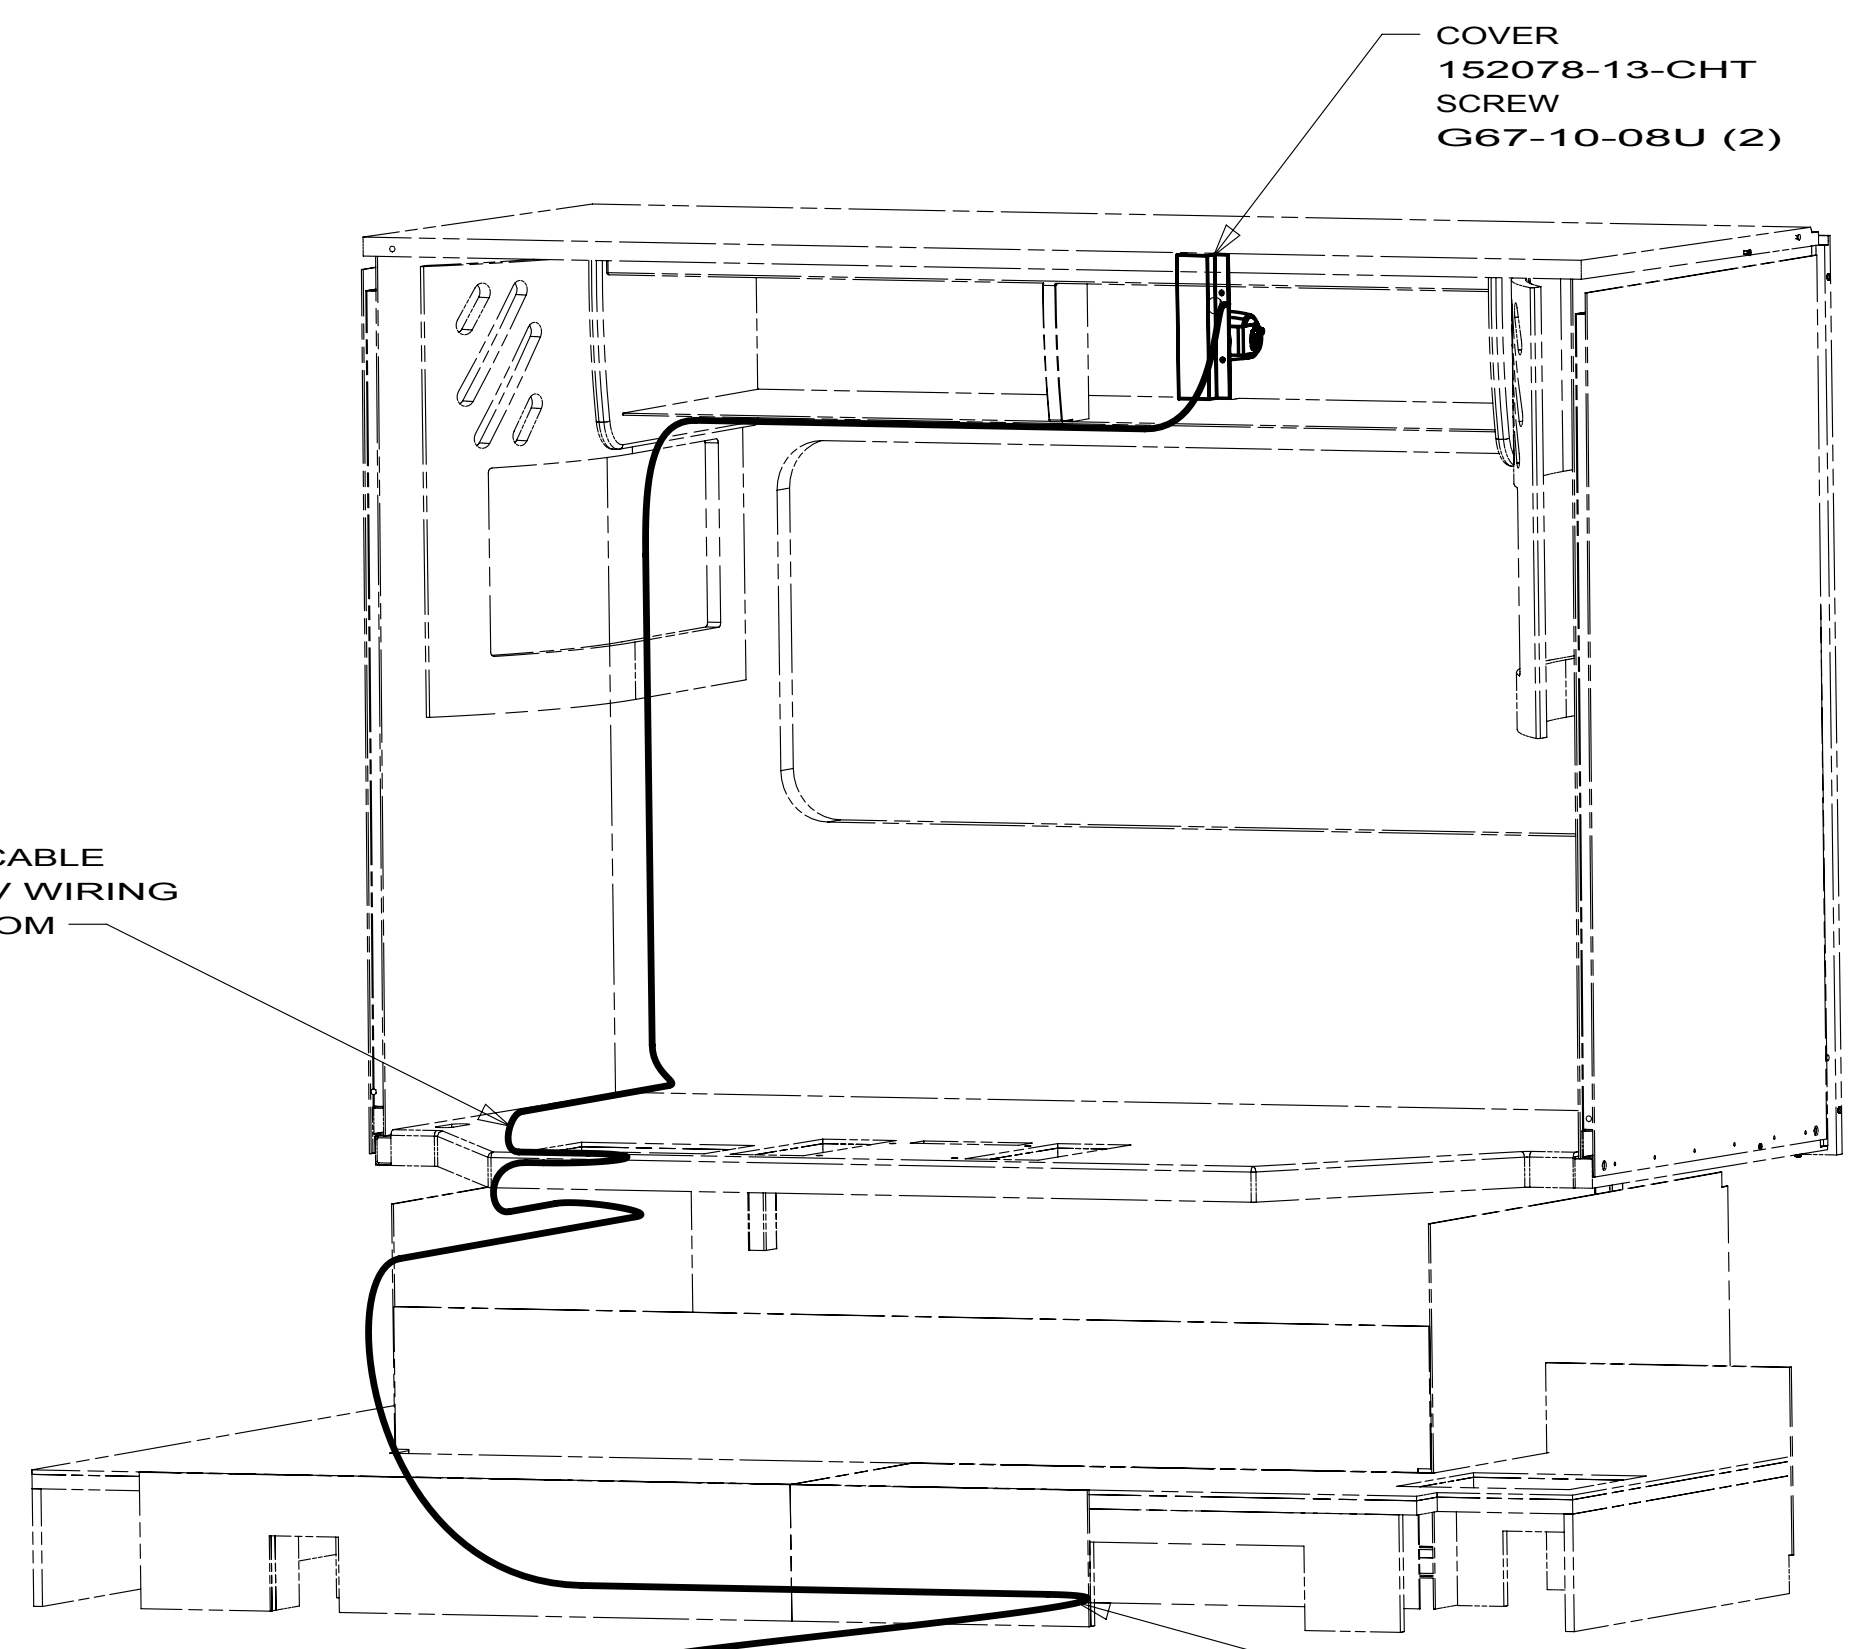 COVER
152078-13-CHT
SCREW
G67-10-08U (2)
CABLE
WIRING
OM